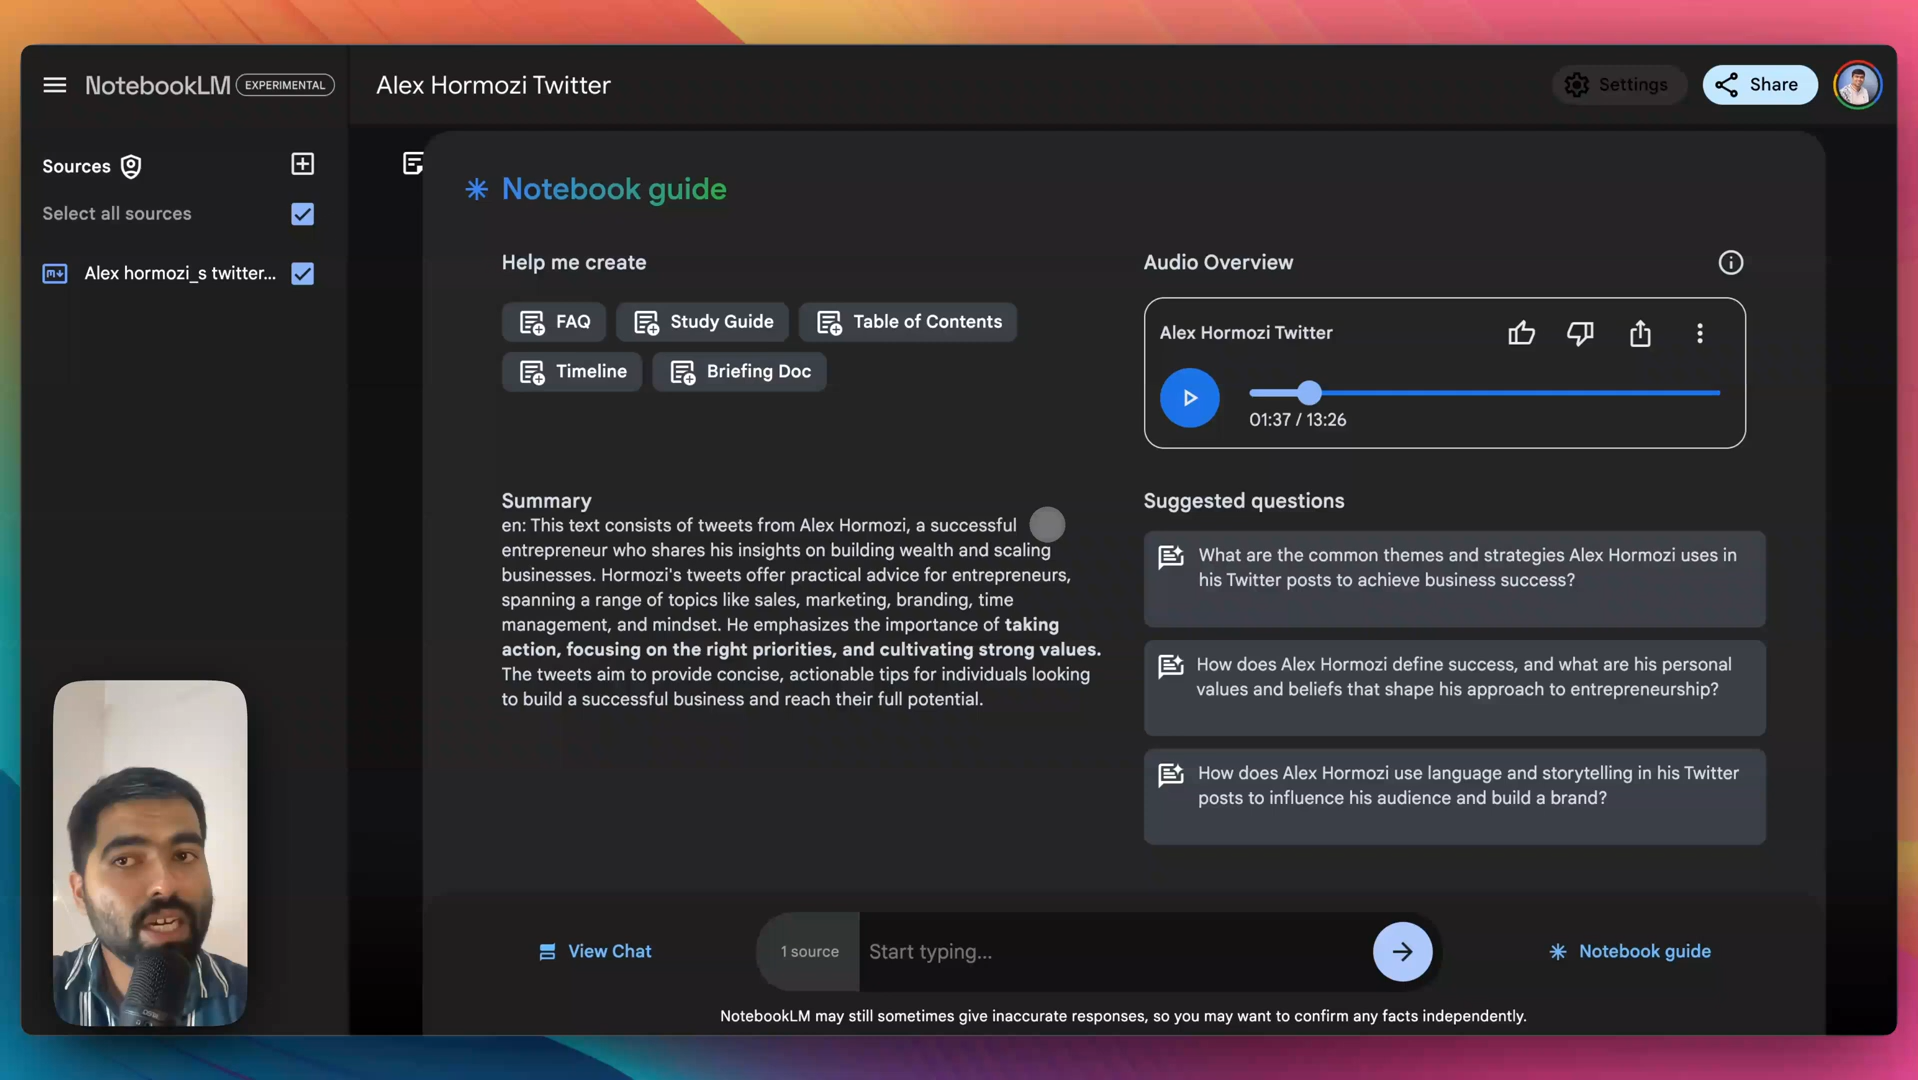 NotebookLM EXPERIMENTAL
Alex Hormozi Twitter
Settings
Share
Sources
Select all sources
Alex hormozi_s twitter...
Notebook guide
Help me create
FAQ
Study Guide
Table of Contents
Timeline
Briefing Doc
Audio Overview
Alex Hormozi Twitter
01:37 / 13:26
Summary
en: This text consists of tweets from Alex Hormozi, a successful
entrepreneur who shares his insights on building wealth and scaling
businesses. Hormozi's tweets offer practical advice for entrepreneurs,
spanning a range of topics like sales, marketing, branding, time
management, and mindset. He emphasizes the importance of taking
action, focusing on the right priorities, and cultivating strong values.
The tweets aim to provide concise, actionable tips for individuals looking
to build a successful business and reach their full potential.
Suggested questions
What are the common themes and strategies Alex Hormozi uses in
his Twitter posts to achieve business success?
How does Alex Hormozi define success, and what are his personal
values and beliefs that shape his approach to entrepreneurship?
How does Alex Hormozi use language and storytelling in his Twitter
posts to influence his audience and build a brand?
View Chat
1 source
Start typing...
Notebook guide
NotebookLM may still sometimes give inaccurate responses, so you may want to confirm any facts independently.